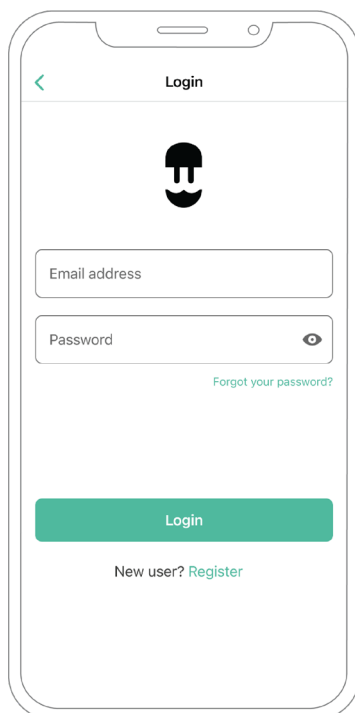 Login
Email address
Password
Forgot your password?
Login
New user? Register